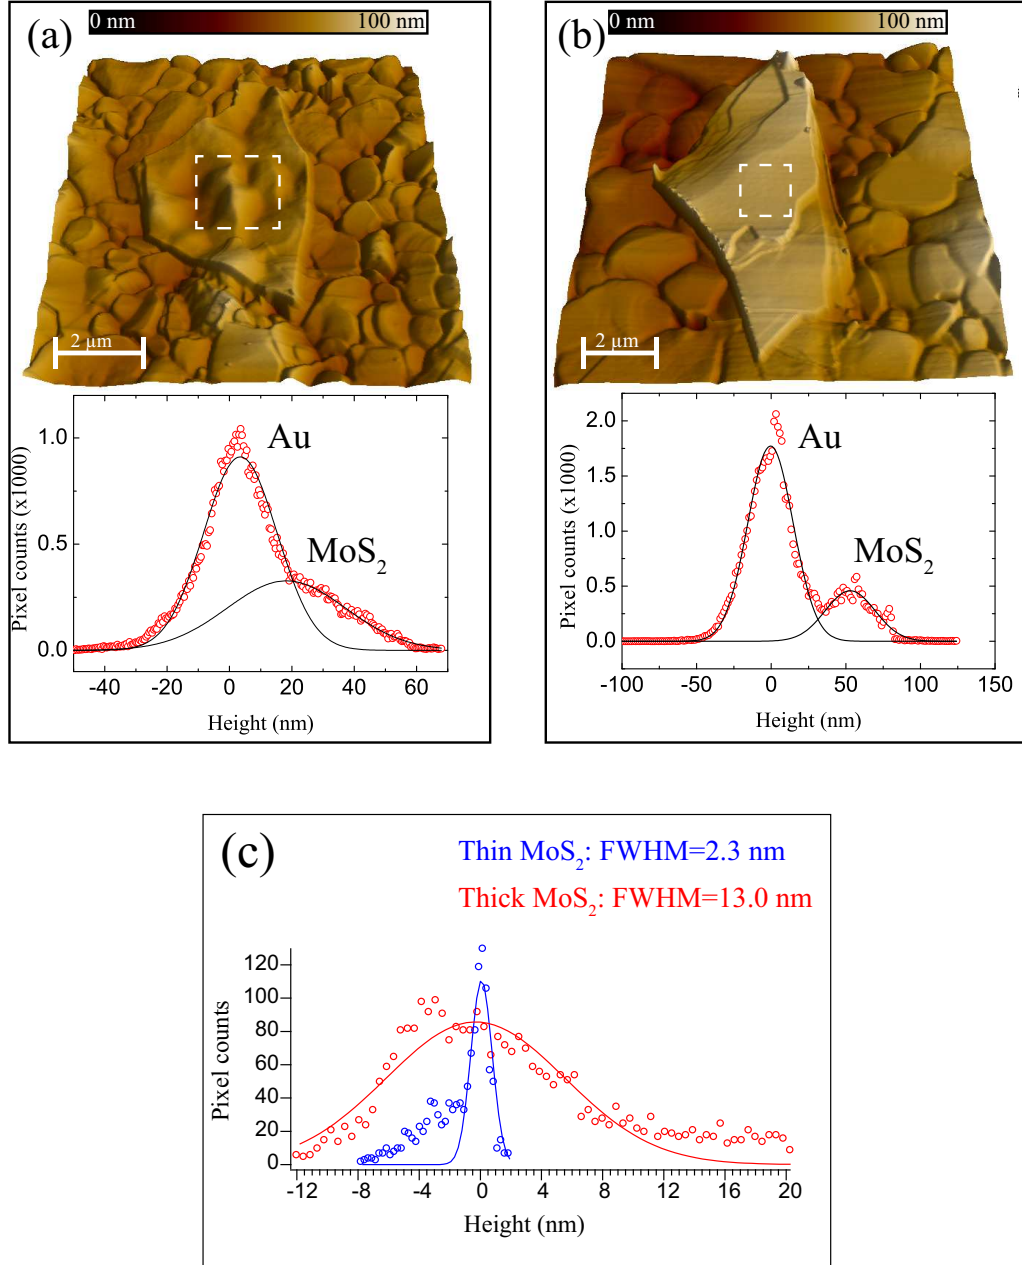 (a)
0 nm 100 nm
2 µm
Au
MoS₂
Pixel counts (x1000)
1.0
0.5
0.0
-40 -20 0 20 40 60
Height (nm)
(b)
0 nm 100 nm
2 µm
Au
MoS₂
Pixel counts (x1000)
2.0
1.5
1.0
0.5
0.0
-100 -50 0 50 100 150
Height (nm)
(c)
Thin MoS₂: FWHM=2.3 nm
Thick MoS₂: FWHM=13.0 nm
Pixel counts
120
100
80
60
40
20
0
-12 -8 -4 0 4 8 12 16 20
Height (nm)